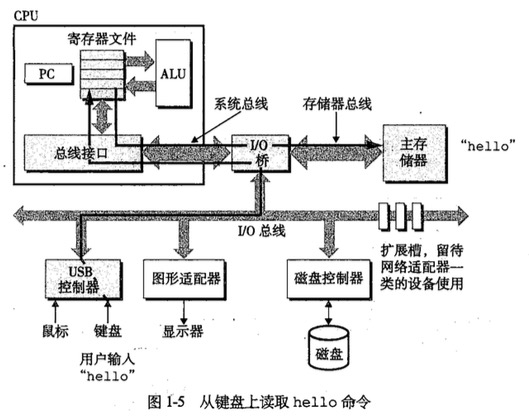 CPU
寄存器文件
PC
ALU
系统总线
存储器总线
总线接口
I/O
桥
主存
储器
“hello”
I/O 总线
扩展槽，留待
网络适配器一
类的设备使用
USB
控制器
图形适配器
磁盘控制器
鼠标
键盘
显示器
用户输入
“hello”
磁盘
图 1-5 从键盘上读取 hello 命令